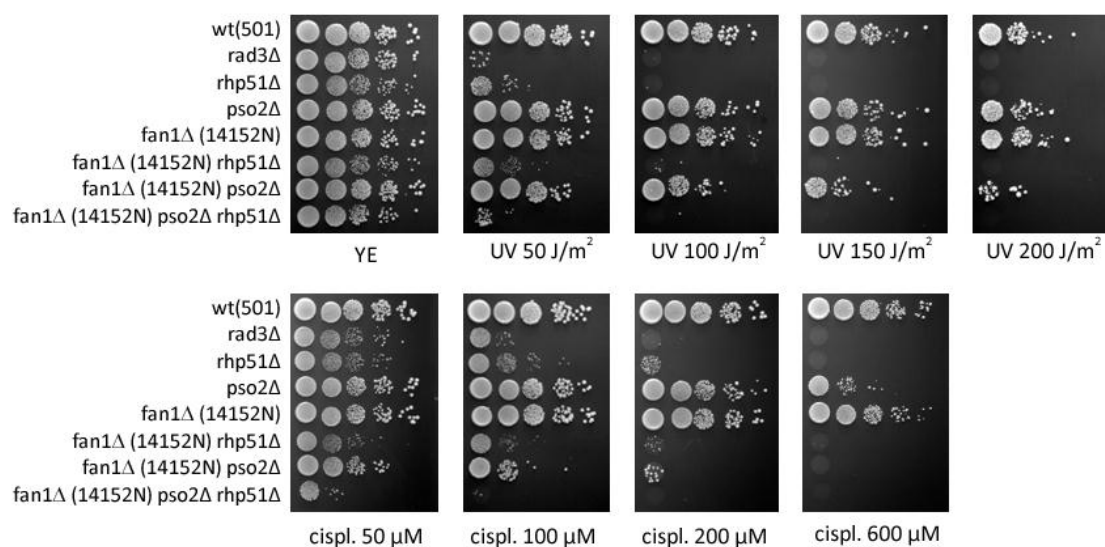 wt(501)
rad3Δ
rhp51Δ
pso2Δ
fan1Δ (14152N)
fan1Δ (14152N) rhp51Δ
fan1Δ (14152N) pso2Δ
fan1Δ (14152N) pso2Δ rhp51Δ
YE UV 50 J/m² UV 100 J/m² UV 150 J/m² UV 200 J/m²
wt(501)
rad3Δ
rhp51Δ
pso2Δ
fan1Δ (14152N)
fan1Δ (14152N) rhp51Δ
fan1Δ (14152N) pso2Δ
fan1Δ (14152N) pso2Δ rhp51Δ
cispl. 50 µM cispl. 100 µM cispl. 200 µM cispl. 600 µM